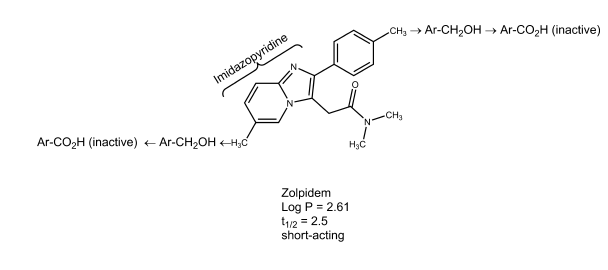 CH₃ → Ar-CH₂OH → Ar-CO₂H (inactive)
Imidazopyridine
N
O
N
N
CH₃
H₃C
Ar-CO₂H (inactive) ← Ar-CH₂OH ← H₃C
Zolpidem
Log P = 2.61
t₁/₂ = 2.5
short-acting